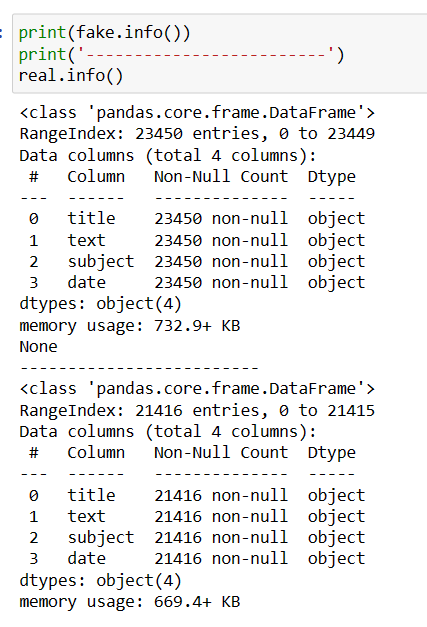 :
print(fake.info())
print('-------------------------')
real.info()
<class 'pandas.core.frame.DataFrame'>
RangeIndex: 23450 entries, 0 to 23449
Data columns (total 4 columns):
 #   Column   Non-Null Count  Dtype
---  ------   --------------  -----
 0   title    23450 non-null  object
 1   text     23450 non-null  object
 2   subject  23450 non-null  object
 3   date     23450 non-null  object
dtypes: object(4)
memory usage: 732.9+ KB
None
-------------------------
<class 'pandas.core.frame.DataFrame'>
RangeIndex: 21416 entries, 0 to 21415
Data columns (total 4 columns):
 #   Column   Non-Null Count  Dtype
---  ------   --------------  -----
 0   title    21416 non-null  object
 1   text     21416 non-null  object
 2   subject  21416 non-null  object
 3   date     21416 non-null  object
dtypes: object(4)
memory usage: 669.4+ KB